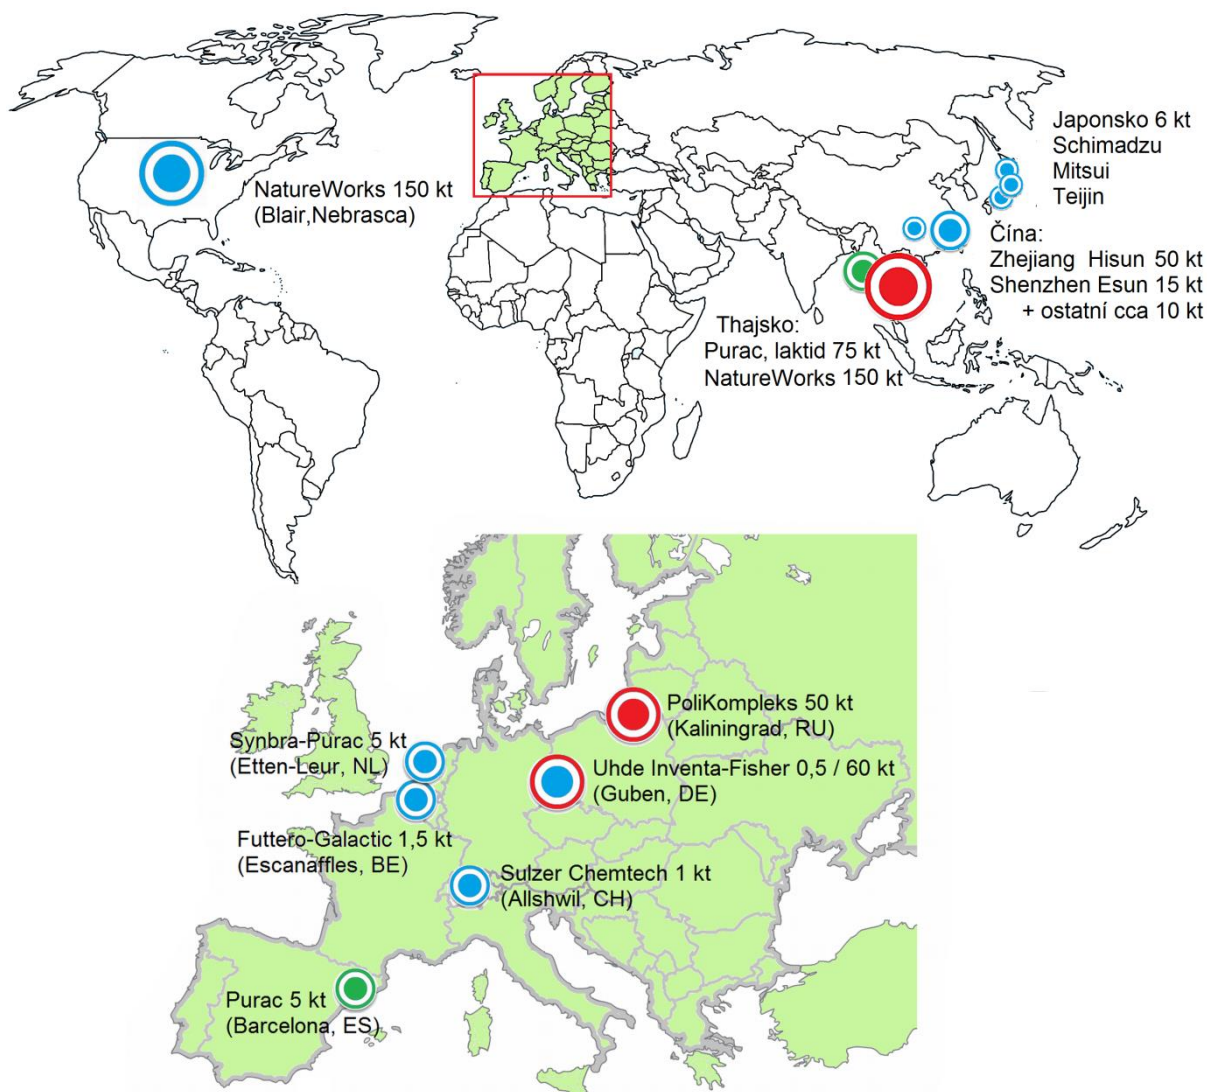 NatureWorks 150 kt
(Blair,Nebrasca)
Japonsko 6 kt
Schimadzu
Mitsui
Teijin
Čína:
Zhejiang Hisun 50 kt
Shenzhen Esun 15 kt
+ ostatní cca 10 kt
Thajsko:
Purac, laktid 75 kt
NatureWorks 150 kt
PoliKompleks 50 kt
(Kaliningrad, RU)
Synbra-Purac 5 kt
(Etten-Leur, NL)
Uhde Inventa-Fisher 0,5 / 60 kt
(Guben, DE)
Futtero-Galactic 1,5 kt
(Escanaffles, BE)
Sulzer Chemtech 1 kt
(Allshwil, CH)
Purac 5 kt
(Barcelona, ES)